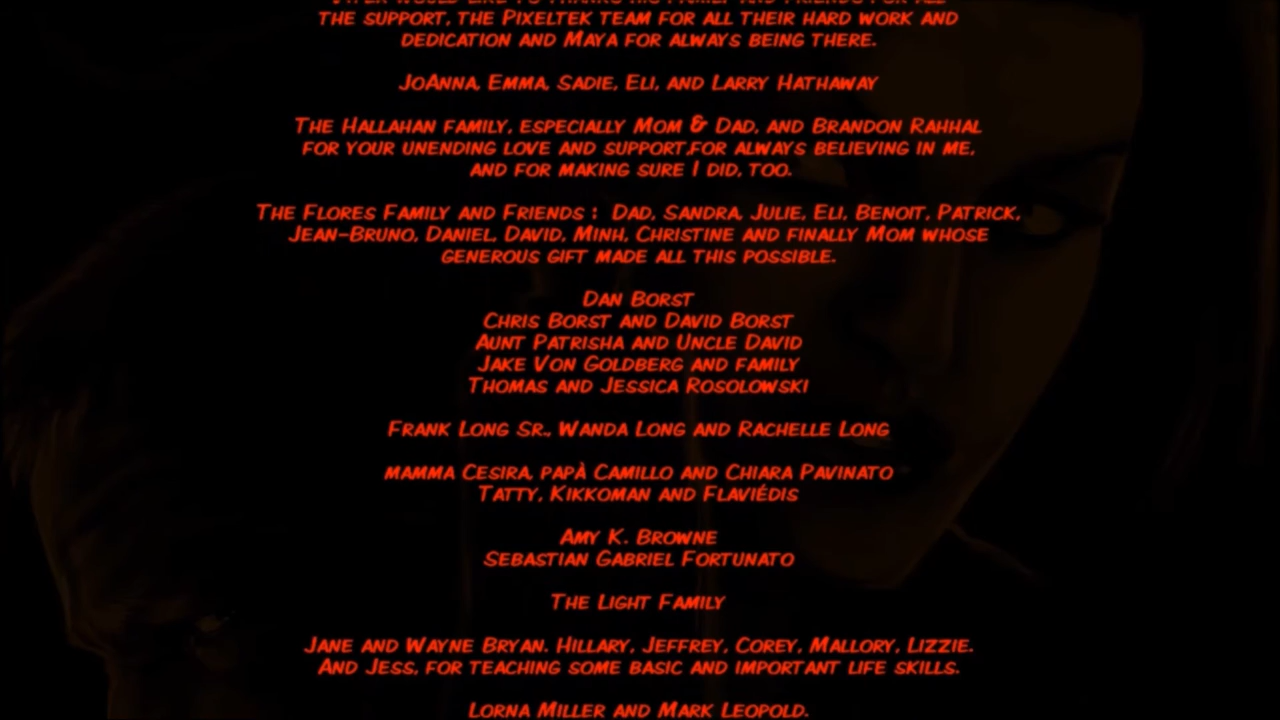 THE SUPPORT, THE PIXELTEK TEAM FOR ALL THEIR HARD WORK AND
DEDICATION AND MAYA FOR ALWAYS BEING THERE.
JOANNA, EMMA, SADIE, ELI, AND LARRY HATHAWAY
THE HALLAHAN FAMILY, ESPECIALLY MOM & DAD, AND BRANDON RAHHAL
FOR YOUR UNENDING LOVE AND SUPPORT,FOR ALWAYS BELIEVING IN ME,
AND FOR MAKING SURE I DID, TOO.
THE FLORES FAMILY AND FRIENDS : DAD, SANDRA, JULIE, ELI, BENOIT, PATRICK,
JEAN-BRUNO, DANIEL, DAVID, MINH, CHRISTINE AND FINALLY MOM WHOSE
GENEROUS GIFT MADE ALL THIS POSSIBLE.
DAN BORST
CHRIS BORST AND DAVID BORST
AUNT PATRISHA AND UNCLE DAVID
JAKE VON GOLDBERG AND FAMILY
THOMAS AND JESSICA ROSOLOWSKI
FRANK LONG SR., WANDA LONG AND RACHELLE LONG
MAMMA CESIRA, PAPÀ CAMILLO AND CHIARA PAVINATO
TATTY, KIKKOMAN AND FLAVIÉDIS
AMY K. BROWNE
SEBASTIAN GABRIEL FORTUNATO
THE LIGHT FAMILY
JANE AND WAYNE BRYAN. HILLARY, JEFFREY, COREY, MALLORY, LIZZIE.
AND JESS, FOR TEACHING SOME BASIC AND IMPORTANT LIFE SKILLS.
LORNA MILLER AND MARK LEOPOLD.